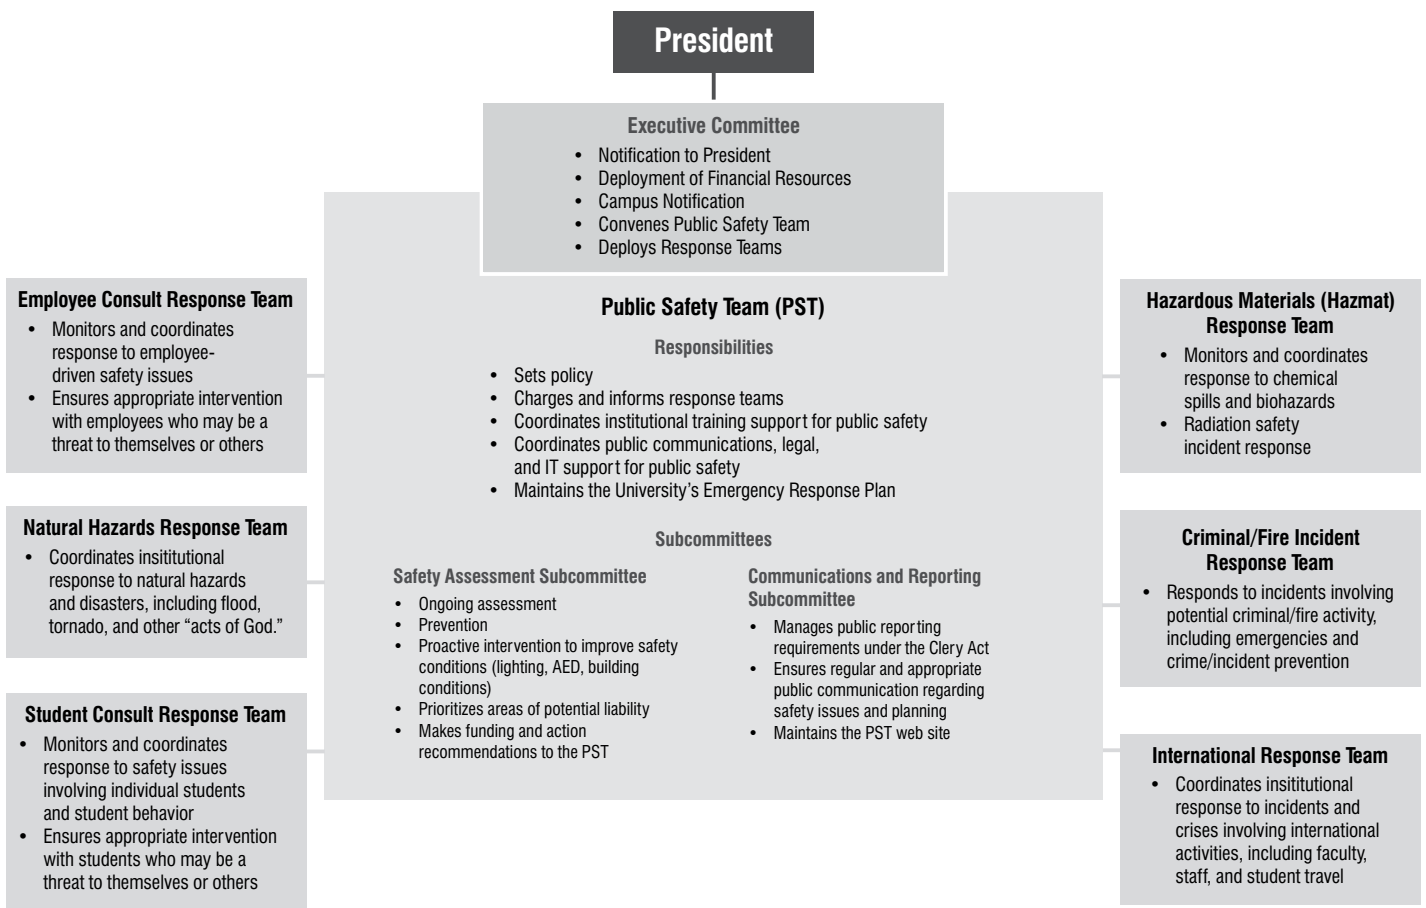 President
Executive Committee
• Notification to President
• Deployment of Financial Resources
• Campus Notification
• Convenes Public Safety Team
• Deploys Response Teams
Employee Consult Response Team
• Monitors and coordinates
response to employee-
driven safety issues
• Ensures appropriate intervention
with employees who may be a
threat to themselves or others
Natural Hazards Response Team
• Coordinates insititutional
response to natural hazards
and disasters, including flood,
tornado, and other “acts of God.”
Student Consult Response Team
• Monitors and coordinates
response to safety issues
involving individual students
and student behavior
• Ensures appropriate intervention
with students who may be a
threat to themselves or others
Public Safety Team (PST)
Responsibilities
• Sets policy
• Charges and informs response teams
• Coordinates institutional training support for public safety
• Coordinates public communications, legal,
and IT support for public safety
• Maintains the University’s Emergency Response Plan
Subcommittees
Safety Assessment Subcommittee
• Ongoing assessment
• Prevention
• Proactive intervention to improve safety
conditions (lighting, AED, building
conditions)
• Prioritizes areas of potential liability
• Makes funding and action
recommendations to the PST
Communications and Reporting
Subcommittee
• Manages public reporting
requirements under the Clery Act
• Ensures regular and appropriate
public communication regarding
safety issues and planning
• Maintains the PST web site
Hazardous Materials (Hazmat)
Response Team
• Monitors and coordinates
response to chemical
spills and biohazards
• Radiation safety
incident response
Criminal/Fire Incident
Response Team
• Responds to incidents involving
potential criminal/fire activity,
including emergencies and
crime/incident prevention
International Response Team
• Coordinates insititutional
response to incidents and
crises involving international
activities, including faculty,
staff, and student travel